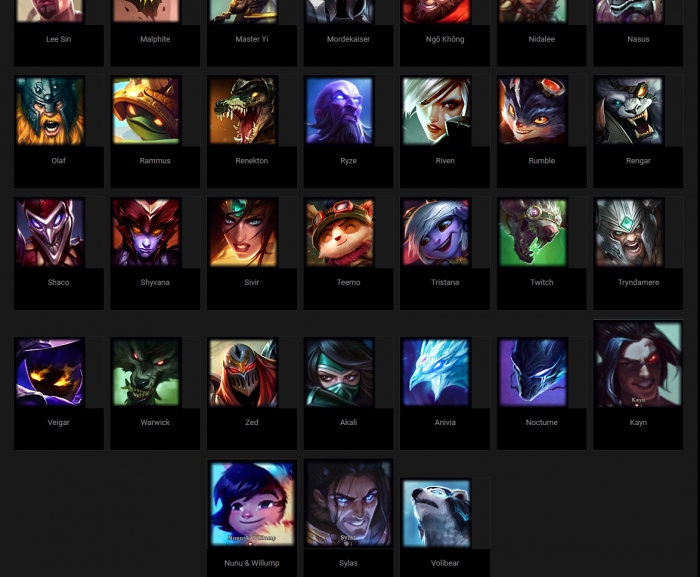 Lee Sin
Malphite
Master Yi
Mordekaiser
Ngộ Không
Nidalee
Nasus
Olaf
Rammus
Renekton
Ryze
Riven
Rumble
Rengar
Shaco
Shyvana
Sivir
Teemo
Tristana
Twitch
Tryndamere
Kayn
Veigar
Warwick
Zed
Akali
Anivia
Nocturne
Kayn
Nunu & Willump
Sylas
Nunu & Willump
Sylas
Volibear